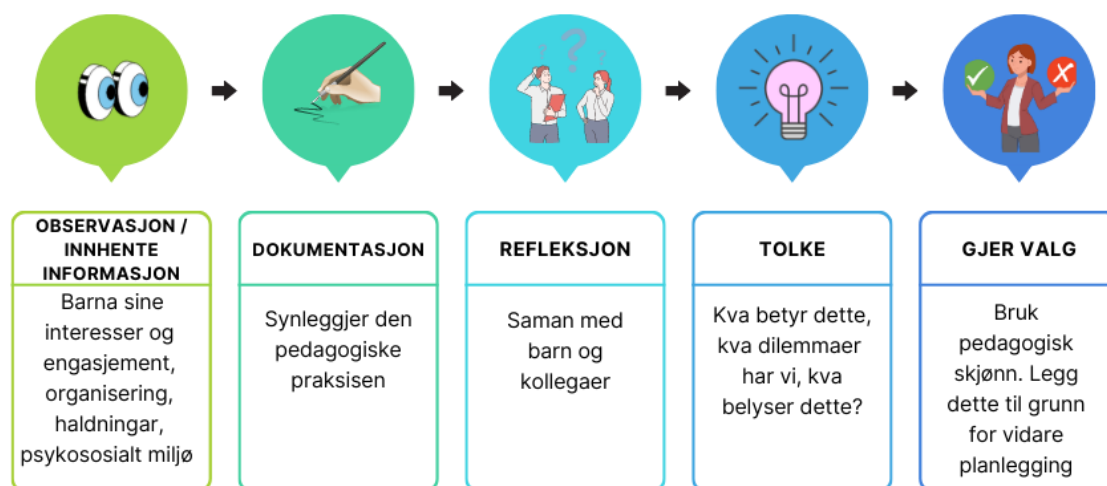 OBSERVASJON /
INNHENTE
INFORMASJON
Barna sine
interesser og
engasjement,
organisering,
haldningar,
psykososialt miljø
DOKUMENTASJON
Synleggjer den
pedagogiske
praksisen
REFLEKSJON
Saman med
barn og
kollegaer
TOLKE
Kva betyr dette,
kva dilemmaer
har vi, kva
belyser dette?
GJER VALG
Bruk
pedagogisk
skjønn. Legg
dette til grunn
for vidare
planlegging